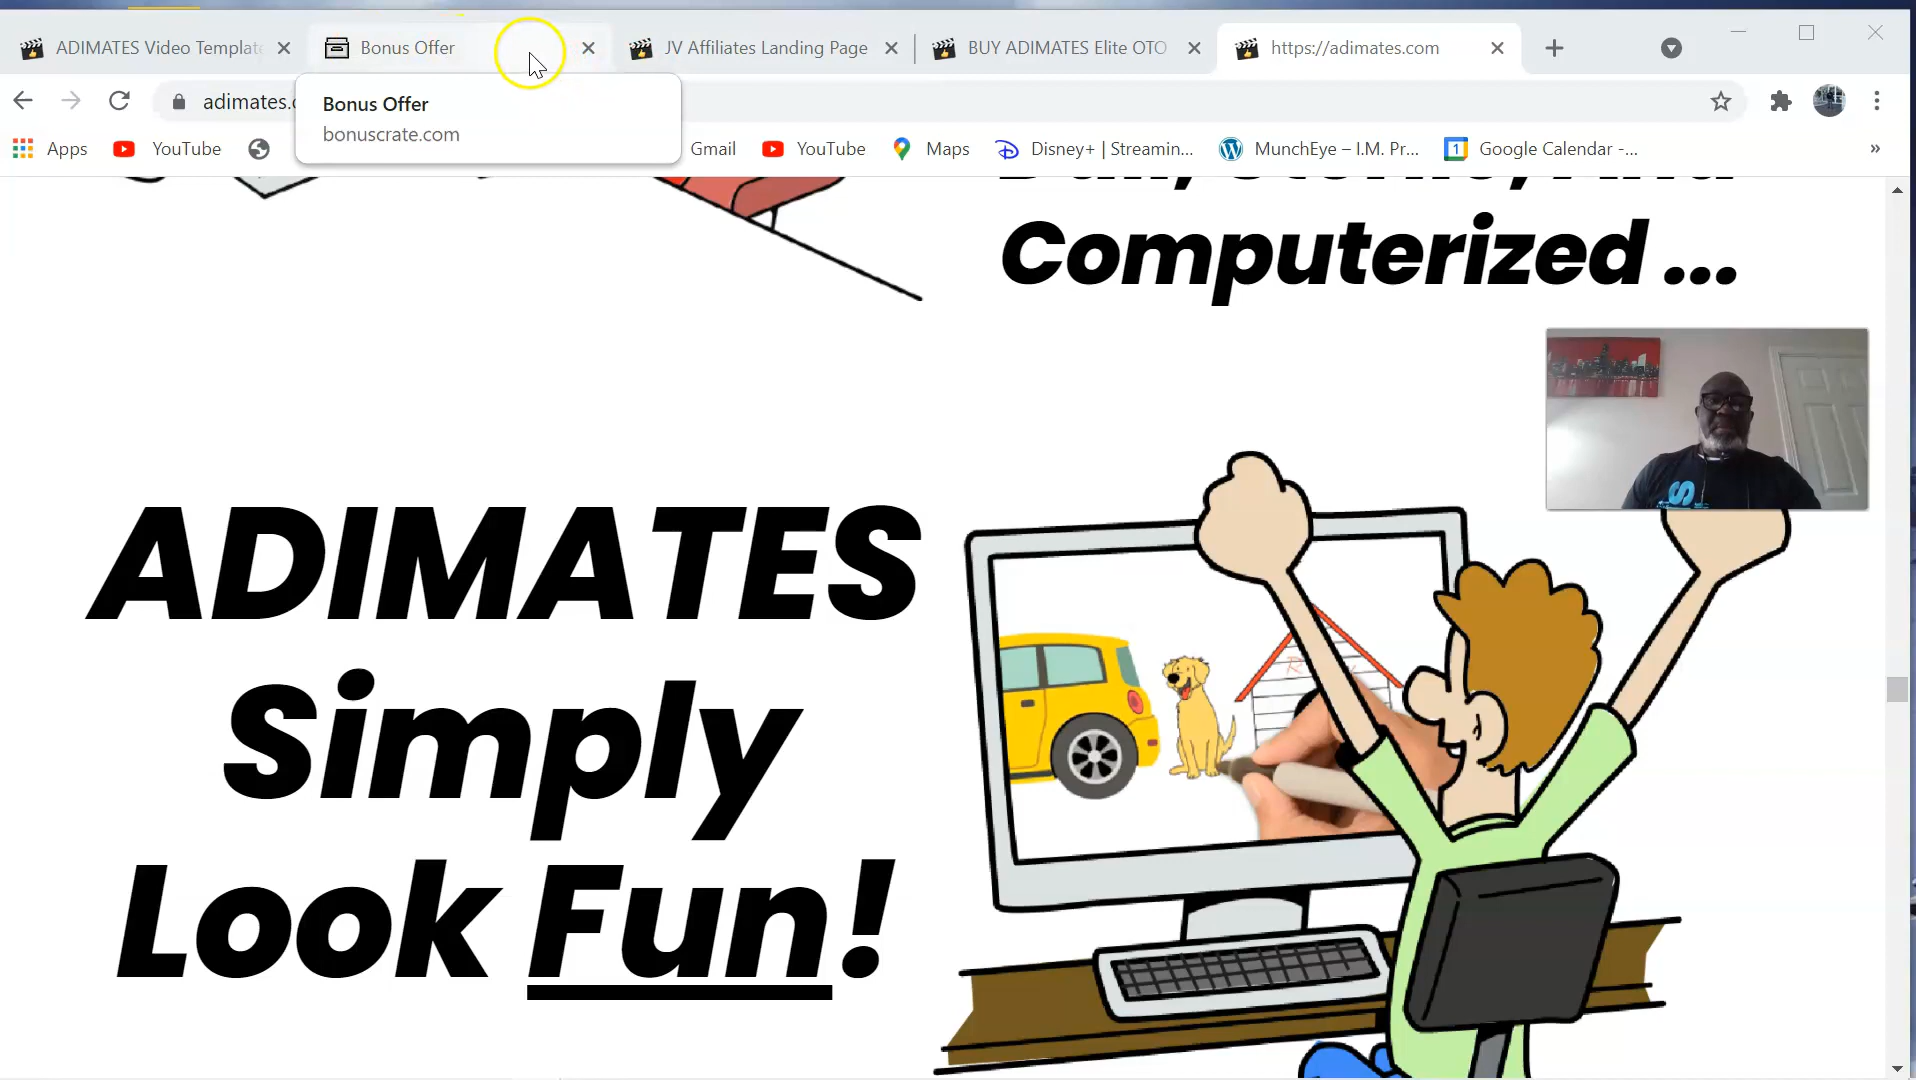 ADIMATES Video Templat
Bonus Offer
JV Affiliates Landing Page
BUY ADIMATES Elite OTO
https://adimates.com
adimates.c
Bonus Offer
bonuscrate.com
Apps
YouTube
Gmail
YouTube
Maps
Disney+ | Streamin...
MunchEye – I.M. Pr...
1
Google Calendar -...
»
Computerized ...
ADIMATES
Simply
Look Fun!